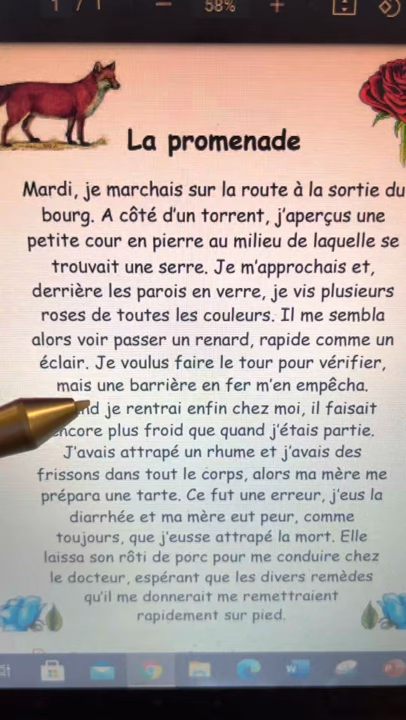 1 / 1 — 58% +
La promenade
Mardi, je marchais sur la route à la sortie du
bourg. A côté d'un torrent, j'aperçus une
petite cour en pierre au milieu de laquelle se
trouvait une serre. Je m'approchais et,
derrière les parois en verre, je vis plusieurs
roses de toutes les couleurs. Il me sembla
alors voir passer un renard, rapide comme un
éclair. Je voulus faire le tour pour vérifier,
mais une barrière en fer m'en empêcha.
je rentrai enfin chez moi, il faisait
encore plus froid que quand j'étais partie.
J'avais attrapé un rhume et j'avais des
frissons dans tout le corps, alors ma mère me
prépara une tarte. Ce fut une erreur, j'eus la
diarrhée et ma mère eut peur, comme
toujours, que j'eusse attrapé la mort. Elle
laissa son rôti de porc pour me conduire chez
le docteur, espérant que les divers remèdes
qu'il me donnerait me remettraient
rapidement sur pied.